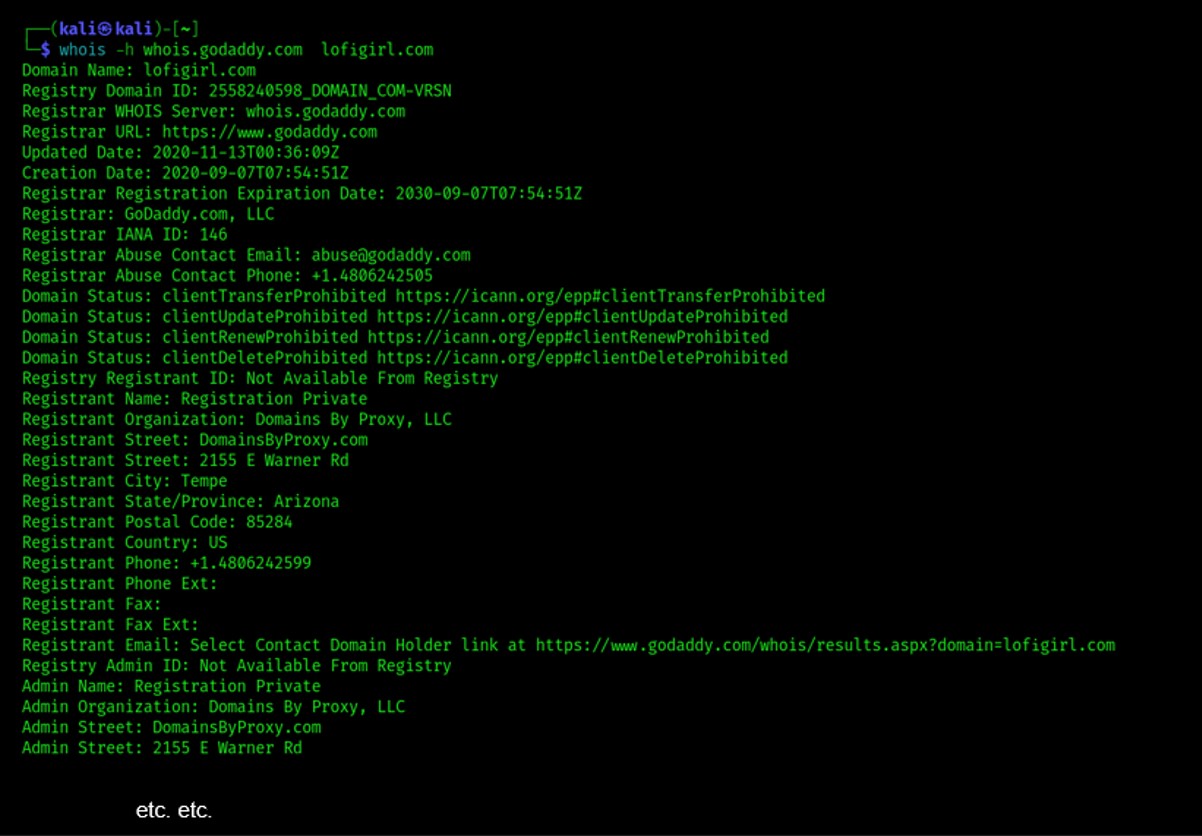 ┌──(kali㉿kali)-[~]
└─$ whois -h whois.godaddy.com  lofigirl.com
Domain Name: lofigirl.com
Registry Domain ID: 2558240598_DOMAIN_COM-VRSN
Registrar WHOIS Server: whois.godaddy.com
Registrar URL: https://www.godaddy.com
Updated Date: 2020-11-13T00:36:09Z
Creation Date: 2020-09-07T07:54:51Z
Registrar Registration Expiration Date: 2030-09-07T07:54:51Z
Registrar: GoDaddy.com, LLC
Registrar IANA ID: 146
Registrar Abuse Contact Email: abuse@godaddy.com
Registrar Abuse Contact Phone: +1.4806242505
Domain Status: clientTransferProhibited https://icann.org/epp#clientTransferProhibited
Domain Status: clientUpdateProhibited https://icann.org/epp#clientUpdateProhibited
Domain Status: clientRenewProhibited https://icann.org/epp#clientRenewProhibited
Domain Status: clientDeleteProhibited https://icann.org/epp#clientDeleteProhibited
Registry Registrant ID: Not Available From Registry
Registrant Name: Registration Private
Registrant Organization: Domains By Proxy, LLC
Registrant Street: DomainsByProxy.com
Registrant Street: 2155 E Warner Rd
Registrant City: Tempe
Registrant State/Province: Arizona
Registrant Postal Code: 85284
Registrant Country: US
Registrant Phone: +1.4806242599
Registrant Phone Ext:
Registrant Fax:
Registrant Fax Ext:
Registrant Email: Select Contact Domain Holder link at https://www.godaddy.com/whois/results.aspx?domain=lofigirl.com
Registry Admin ID: Not Available From Registry
Admin Name: Registration Private
Admin Organization: Domains By Proxy, LLC
Admin Street: DomainsByProxy.com
Admin Street: 2155 E Warner Rd
etc. etc.